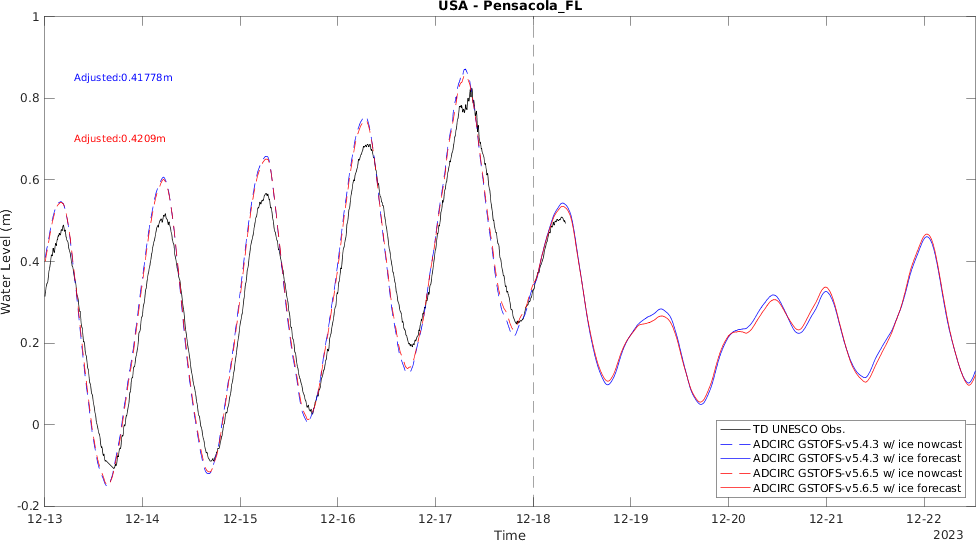 USA - Pensacola_FL
1
0.8
0.6
0.4
0.2
0
-0.2
Water Level (m)
Adjusted:0.41778m
Adjusted:0.4209m
TD UNESCO Obs.
ADCIRC GSTOFS-v5.4.3 w/ ice nowcast
ADCIRC GSTOFS-v5.4.3 w/ ice forecast
ADCIRC GSTOFS-v5.6.5 w/ ice nowcast
ADCIRC GSTOFS-v5.6.5 w/ ice forecast
12-13 12-14 12-15 12-16 12-17 12-18 12-19 12-20 12-21 12-22
Time
2023